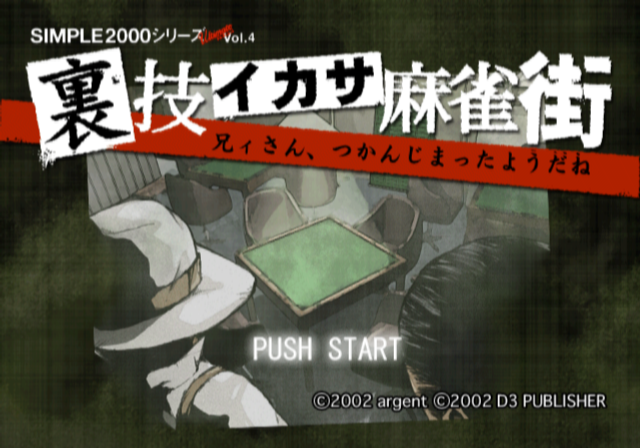 SIMPLE2000シリーズ Ultimate Vol.4
裏技イカサ麻雀街
兄ィさん、つかんじまったようだね
PUSH START
©2002 argent ©2002 D3 PUBLISHER